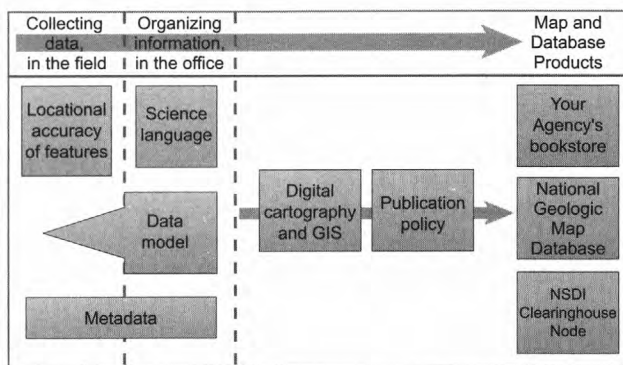 Collecting
data,
in the field
Organizing
information,
in the office
Map and
Database
Products
Locational
accuracy
of features
Science
language
Your
Agency's
bookstore
Data
model
Digital
cartography
and GIS
Publication
policy
National
Geologic
Map
Database
Metadata
NSDI
Clearinghouse
Node